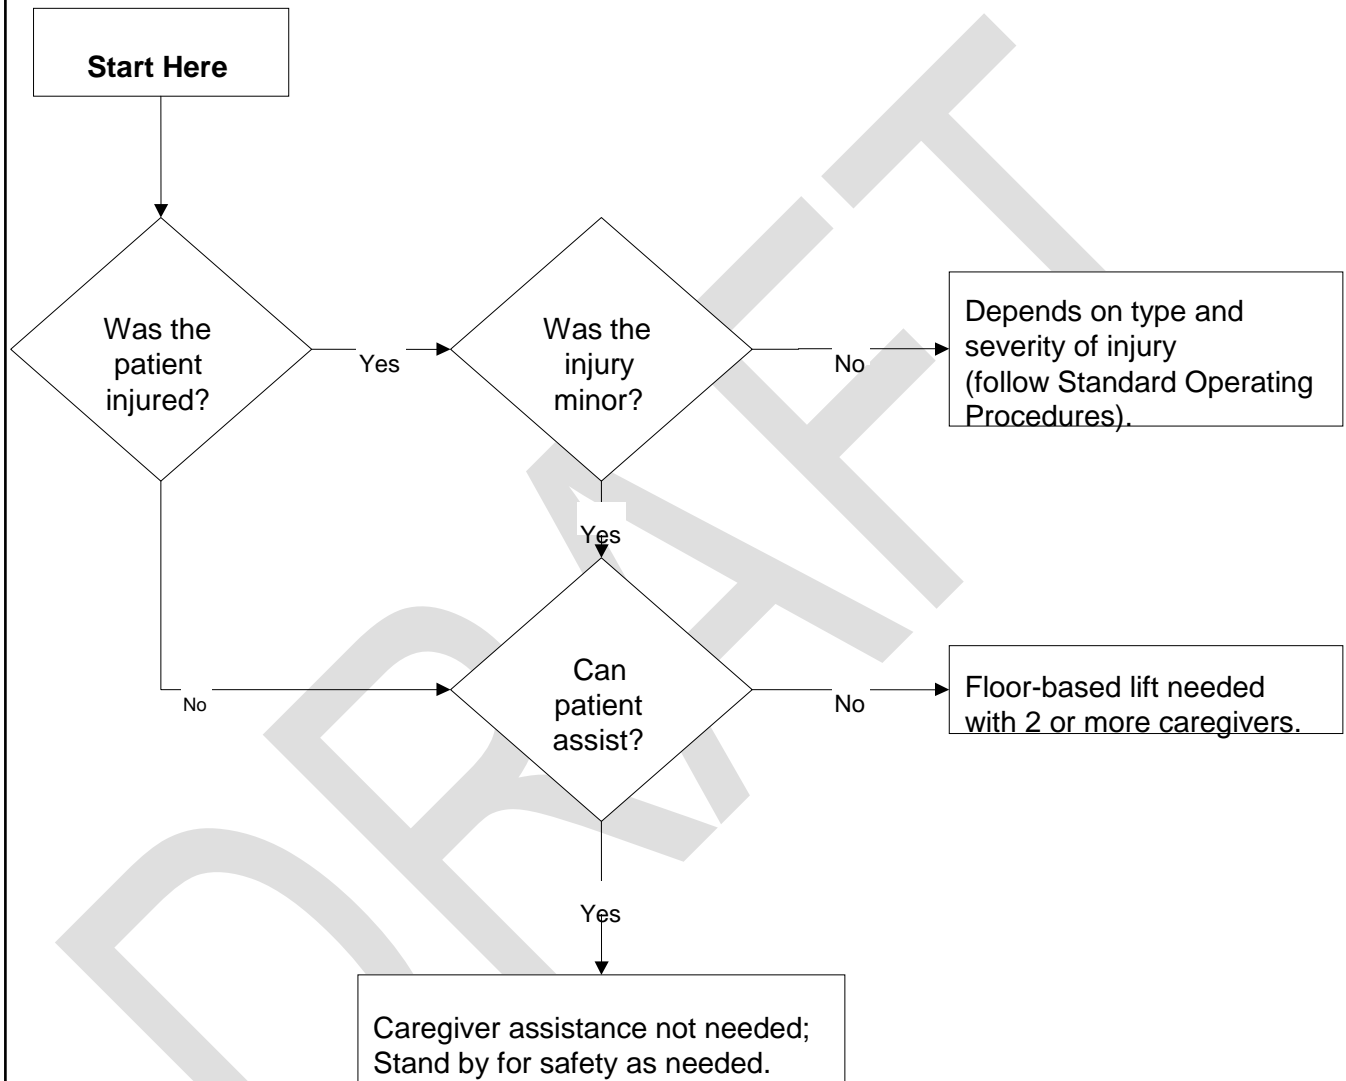 Start Here
Was the
patient
injured?
Yes
Was the
injury
minor?
No
Depends on type and
severity of injury
(follow Standard Operating
Procedures).
Yes
No
Can
patient
assist?
No
Floor-based lift needed
with 2 or more caregivers.
Yes
Caregiver assistance not needed;
Stand by for safety as needed.
DRAFT